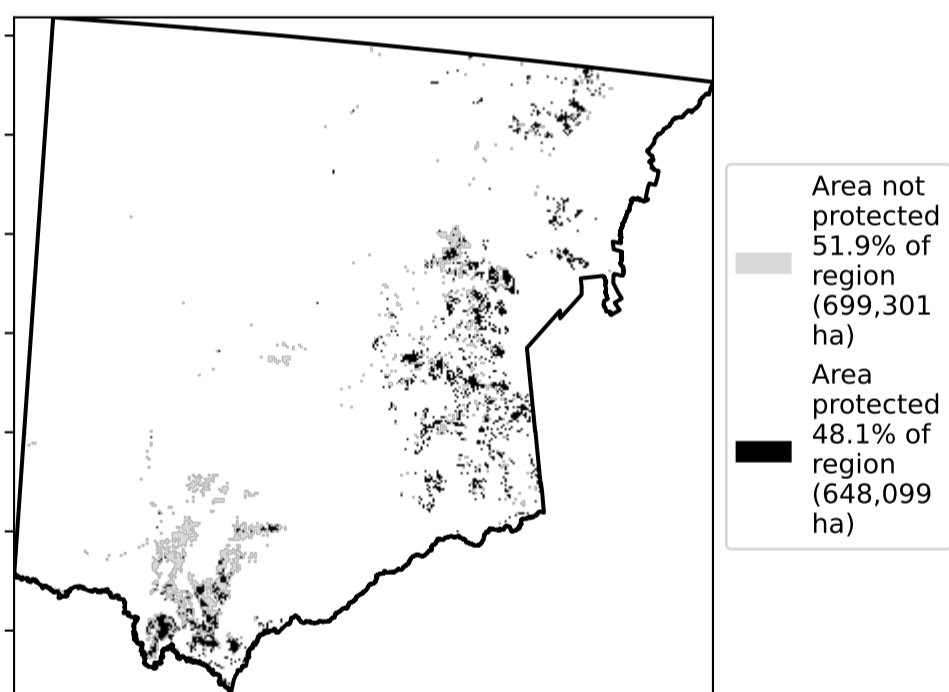 Area not
protected
51.9% of
region
(699,301
ha)
Area
protected
48.1% of
region
(648,099
ha)